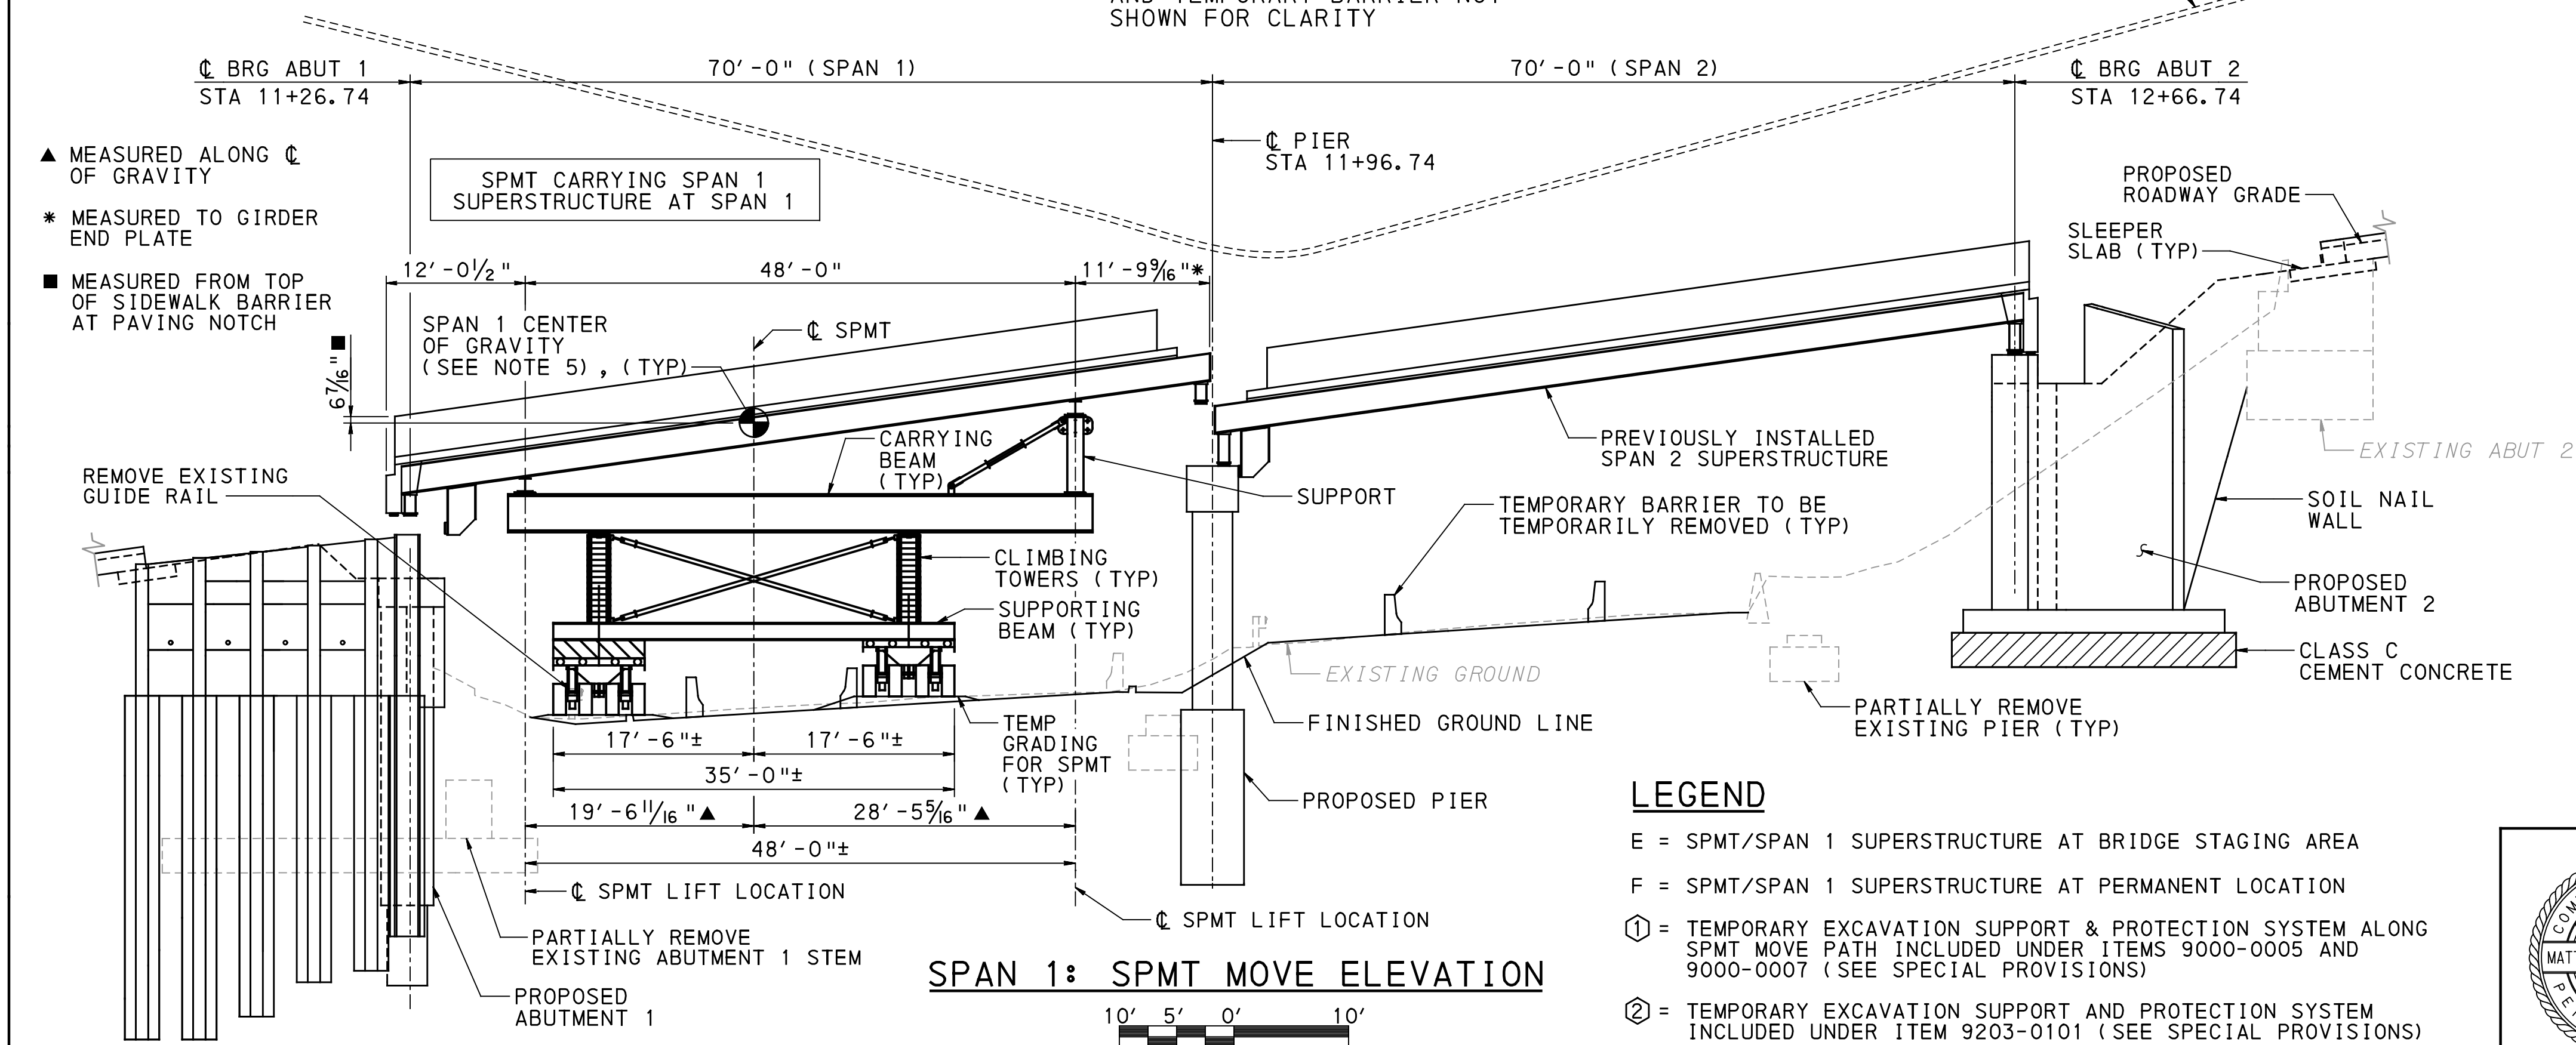 SHOWN FOR CLARITY
℄ BRG ABUT 1
STA 11+26.74
70'-0" (SPAN 1)
70'-0" (SPAN 2)
℄ BRG ABUT 2
STA 12+66.74
℄ PIER
STA 11+96.74
▲ MEASURED ALONG ℄
OF GRAVITY
* MEASURED TO GIRDER
END PLATE
■ MEASURED FROM TOP
OF SIDEWALK BARRIER
AT PAVING NOTCH
SPMT CARRYING SPAN 1
SUPERSTRUCTURE AT SPAN 1
PROPOSED
ROADWAY GRADE
SLEEPER
SLAB (TYP)
12'-0 1/2"
48'-0"
11'-9 9/16"*
SPAN 1 CENTER
OF GRAVITY
(SEE NOTE 5), (TYP)
℄ SPMT
6 7/16" ■
CARRYING
BEAM
(TYP)
PREVIOUSLY INSTALLED
SPAN 2 SUPERSTRUCTURE
EXISTING ABUT 2
REMOVE EXISTING
GUIDE RAIL
SUPPORT
TEMPORARY BARRIER TO BE
TEMPORARILY REMOVED (TYP)
SOIL NAIL
WALL
CLIMBING
TOWERS (TYP)
SUPPORTING
BEAM (TYP)
PROPOSED
ABUTMENT 2
EXISTING GROUND
CLASS C
CEMENT CONCRETE
TEMP
GRADING
FOR SPMT
(TYP)
FINISHED GROUND LINE
PARTIALLY REMOVE
EXISTING PIER (TYP)
17'-6"±
17'-6"±
35'-0"±
19'-6 11/16" ▲
28'-5 5/16" ▲
48'-0"±
PROPOSED PIER
℄ SPMT LIFT LOCATION
℄ SPMT LIFT LOCATION
PARTIALLY REMOVE
EXISTING ABUTMENT 1 STEM
PROPOSED
ABUTMENT 1
SPAN 1: SPMT MOVE ELEVATION
10' 5' 0' 10'
LEGEND
E = SPMT/SPAN 1 SUPERSTRUCTURE AT BRIDGE STAGING AREA
F = SPMT/SPAN 1 SUPERSTRUCTURE AT PERMANENT LOCATION
1 = TEMPORARY EXCAVATION SUPPORT & PROTECTION SYSTEM ALONG
SPMT MOVE PATH INCLUDED UNDER ITEMS 9000-0005 AND
9000-0007 (SEE SPECIAL PROVISIONS)
2 = TEMPORARY EXCAVATION SUPPORT AND PROTECTION SYSTEM
INCLUDED UNDER ITEM 9203-0101 (SEE SPECIAL PROVISIONS)